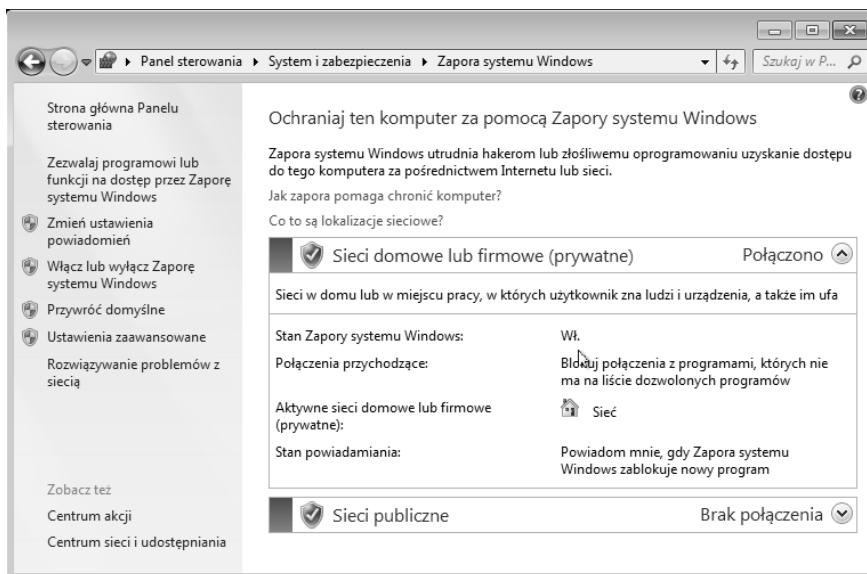 Panel sterowania ▸ System i zabezpieczenia ▸ Zapora systemu Windows
Szukaj w P...
Strona główna Panelu
sterowania
Zezwalaj programowi lub
funkcji na dostęp przez Zaporę
systemu Windows
Zmień ustawienia
powiadomień
Włącz lub wyłącz Zaporę
systemu Windows
Przywróć domyślne
Ustawienia zaawansowane
Rozwiązywanie problemów z
siecią
Zobacz też
Centrum akcji
Centrum sieci i udostępniania
Ochraniaj ten komputer za pomocą Zapory systemu Windows
Zapora systemu Windows utrudnia hakerom lub złośliwemu oprogramowaniu uzyskanie dostępu
do tego komputera za pośrednictwem Internetu lub sieci.
Jak zapora pomaga chronić komputer?
Co to są lokalizacje sieciowe?
Sieci domowe lub firmowe (prywatne) Połączono
Sieci w domu lub w miejscu pracy, w których użytkownik zna ludzi i urządzenia, a także im ufa
Stan Zapory systemu Windows: Wł.
Połączenia przychodzące: Blokuj połączenia z programami, których nie
ma na liście dozwolonych programów
Aktywne sieci domowe lub firmowe
(prywatne): Sieć
Stan powiadamiania: Powiadom mnie, gdy Zapora systemu
Windows zablokuje nowy program
Sieci publiczne Brak połączenia